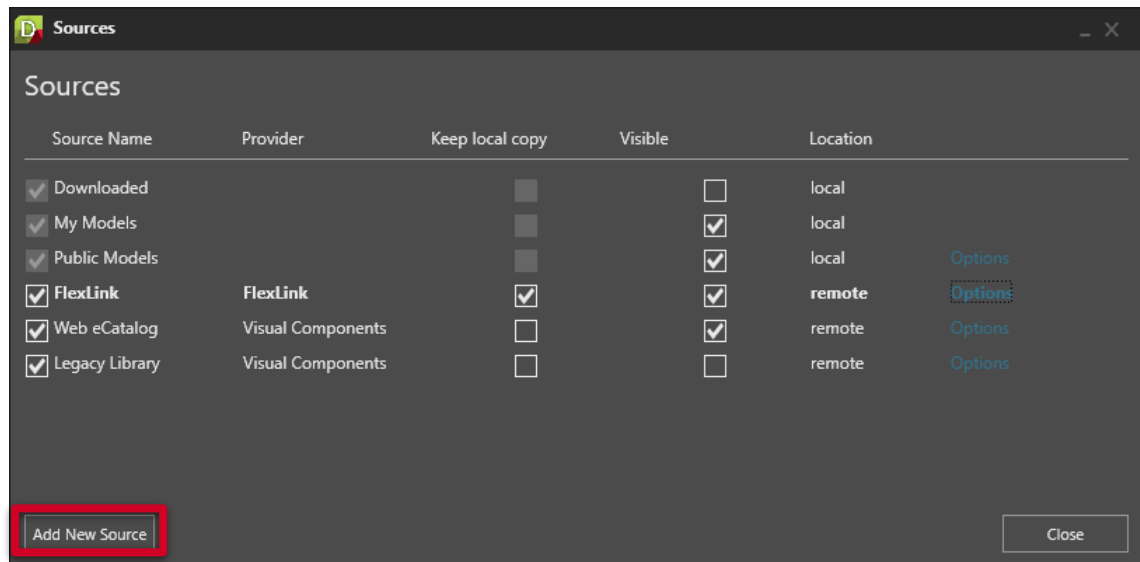 Sources
Sources
Source Name Provider Keep local copy Visible Location
Downloaded local
My Models local
Public Models local Options
FlexLink FlexLink remote Options
Web eCatalog Visual Components remote Options
Legacy Library Visual Components remote Options
Add New Source Close